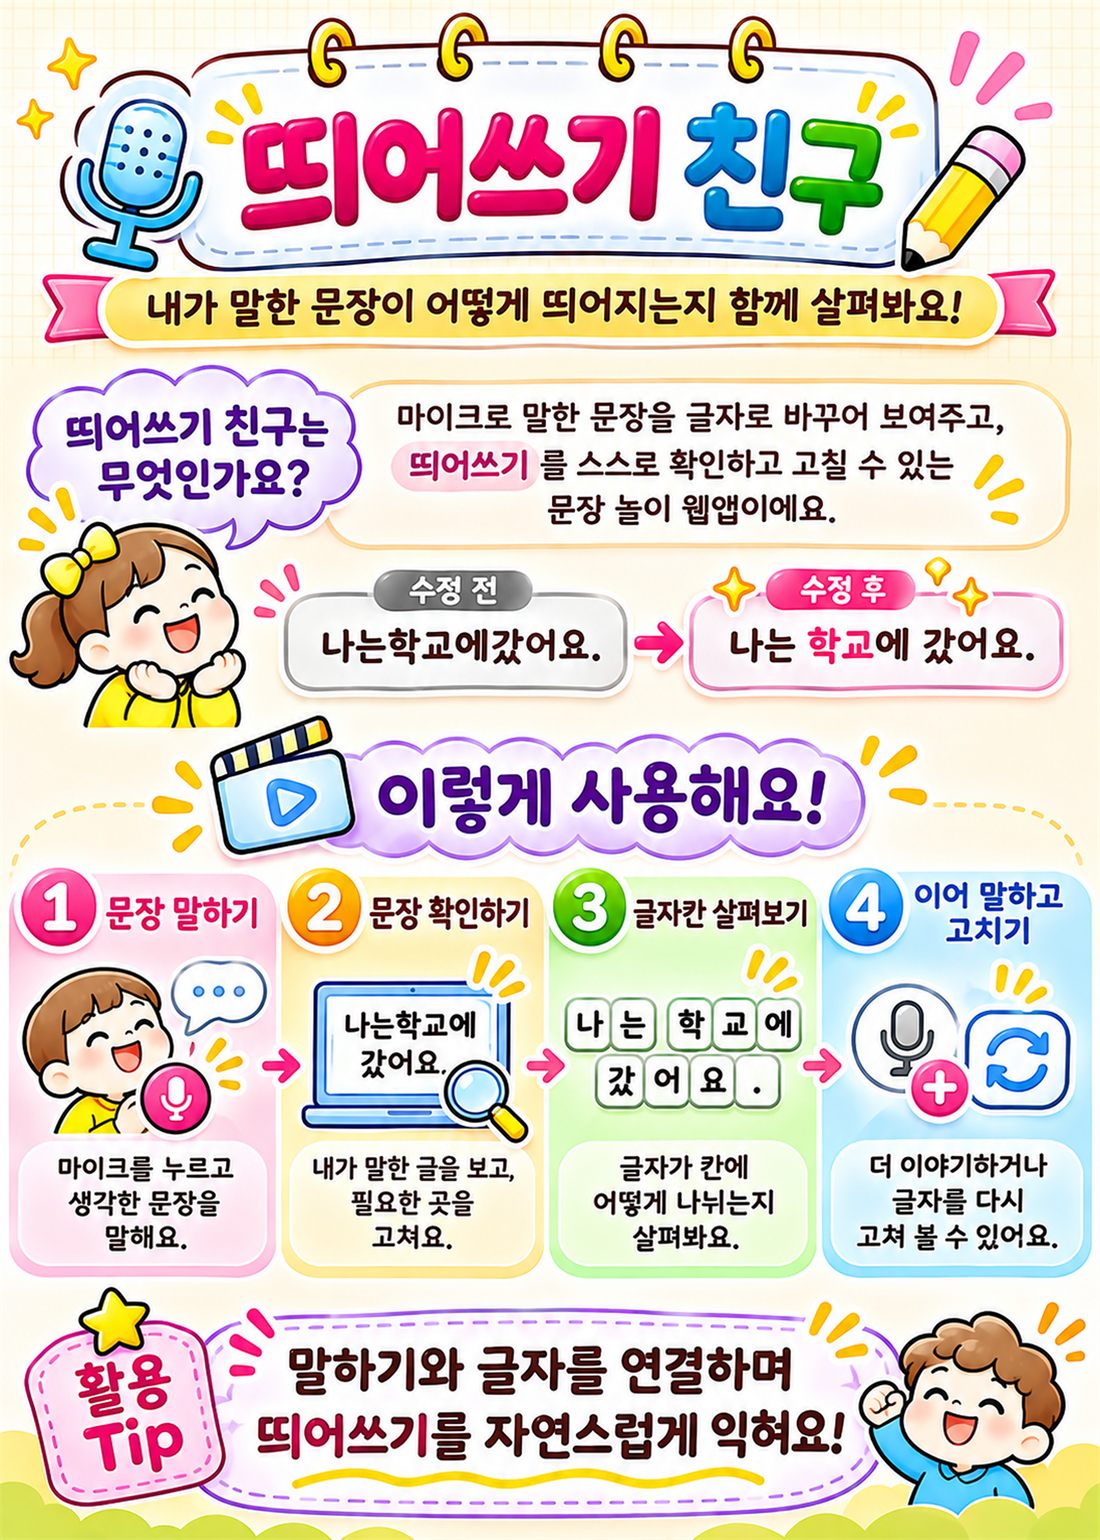 띄어쓰기 친구
내가 말한 문장이 어떻게 띄어지는지 함께 살펴봐요!
띄어쓰기 친구는
무엇인가요?
마이크로 말한 문장을 글자로 바꾸어 보여주고,
띄어쓰기를 스스로 확인하고 고칠 수 있는
문장 놀이 웹앱이에요.
수정 전
나는학교에갔어요.
수정 후
나는 학교에 갔어요.
이렇게 사용해요!
1 문장 말하기
마이크를 누르고
생각한 문장을
말해요.
2 문장 확인하기
나는학교에
갔어요.
내가 말한 글을 보고,
필요한 곳을
고쳐요.
3 글자칸 살펴보기
나는 학교에
갔어요.
글자가 칸에
어떻게 나뉘는지
살펴봐요.
4 이어 말하고
고치기
더 이야기하거나
글자를 다시
고쳐 볼 수 있어요.
활용
Tip
말하기와 글자를 연결하며
띄어쓰기를 자연스럽게 익혀요!